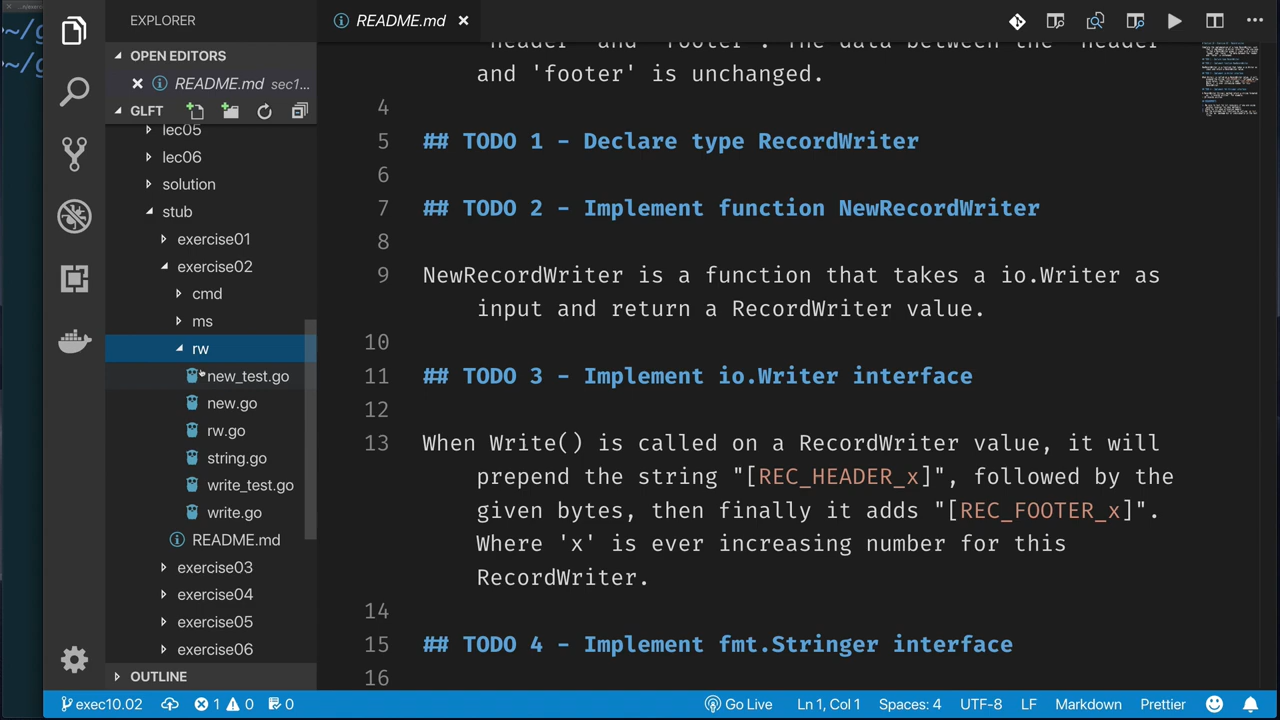 EXPLORER
OPEN EDITORS
README.md sec1...
GLFT
lec05
lec06
solution
stub
exercise01
exercise02
cmd
ms
rw
new_test.go
new.go
rw.go
string.go
write_test.go
write.go
README.md
exercise03
exercise04
exercise05
exercise06
OUTLINE
README.md
and 'footer' is unchanged.
4
5 ## TODO 1 - Declare type RecordWriter
6
7 ## TODO 2 - Implement function NewRecordWriter
8
9 NewRecordWriter is a function that takes a io.Writer as
input and return a RecordWriter value.
10
11 ## TODO 3 - Implement io.Writer interface
12
13 When Write() is called on a RecordWriter value, it will
prepend the string "[REC_HEADER_x]", followed by the
given bytes, then finally it adds "[REC_FOOTER_x]".
Where 'x' is ever increasing number for this
RecordWriter.
14
15 ## TODO 4 - Implement fmt.Stringer interface
16
exec10.02 1 0 0 Go Live Ln 1, Col 1 Spaces: 4 UTF-8 LF Markdown Prettier